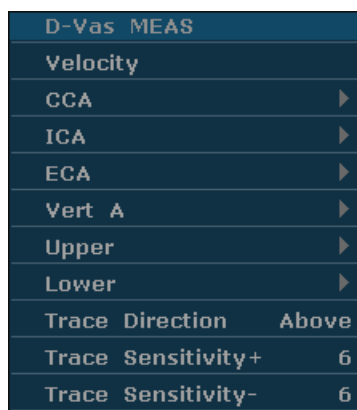 D-Vas MEAS
Velocity
CCA
ICA
ECA
Vert A
Upper
Lower
Trace Direction Above
Trace Sensitivity+ 6
Trace Sensitivity- 6